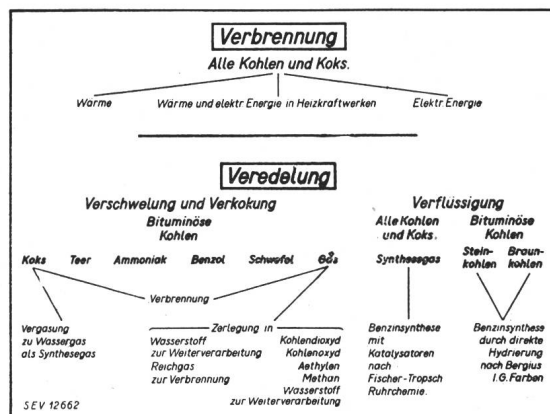 Verbrennung
Alle Kohlen und Koks.
Wärme Wärme und elektr Energie in Heizkraftwerken Elektr. Energie
Veredelung
Verschwelung und Verkokung
Bituminöse
Kohlen
Koks Teer Ammoniak Benzol Schwefel Gas
Verbrennung
Vergasung
zu Wassergas
als Synthesegas
Zerlegung in
Wasserstoff
zur Weiterverarbeitung
Reichgas
zur Verbrennung
Kohlendioxyd
Kohlenoxyd
Aethylen
Methan
Wasserstoff
zur Weiterverarbeitung
Verflüssigung
Alle Kohlen
und Koks.
Synthesegas
Benzinsynthese
mit
Katalysatoren
nach
Fischer-Tropsch
Ruhrchemie.
Bituminöse
Kohlen
Stein-
kohlen
Braun-
kohlen
Benzinsynthese
durch direkte
Hydrierung
nach Bergius
I.G. Farben
SEV 12662